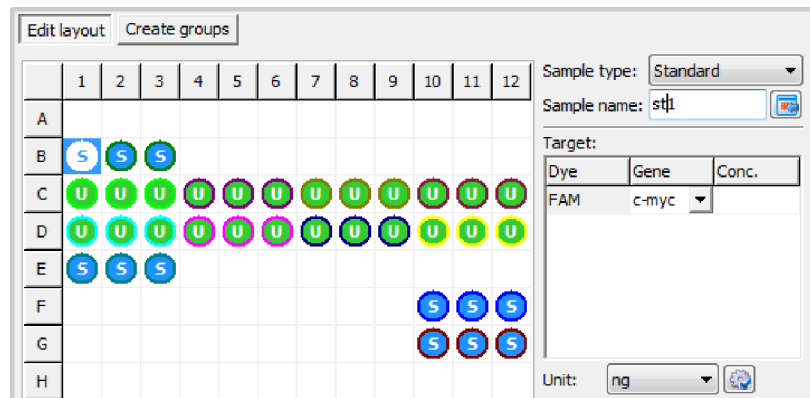 Edit layout Create groups
1 2 3 4 5 6 7 8 9 10 11 12
Sample type: Standard
Sample name: st1
A
Target:
B S S S
Dye Gene Conc.
C U U U U U U U U U U U U
FAM c-myc
D U U U U U U U U U U U U
E S S S
F S S S
G S S S
H
Unit: ng